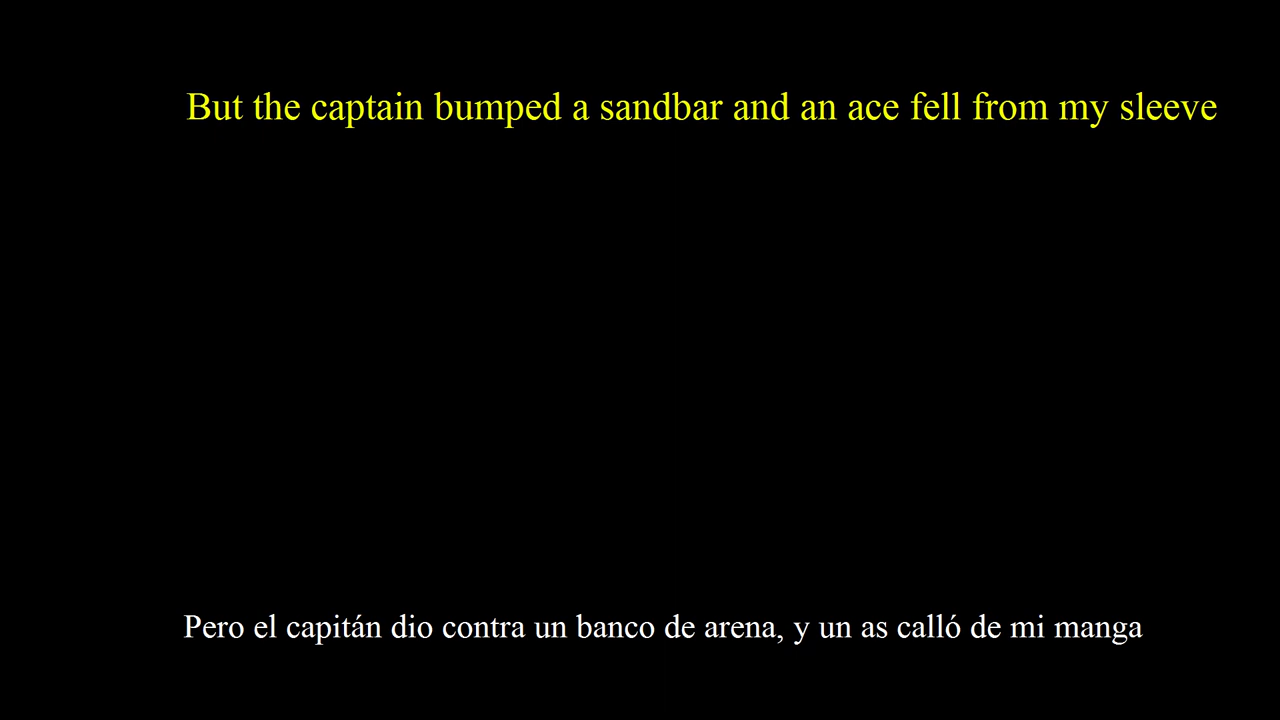 But the captain bumped a sandbar and an ace fell from my sleeve
Pero el capitán dio contra un banco de arena, y un as calló de mi manga